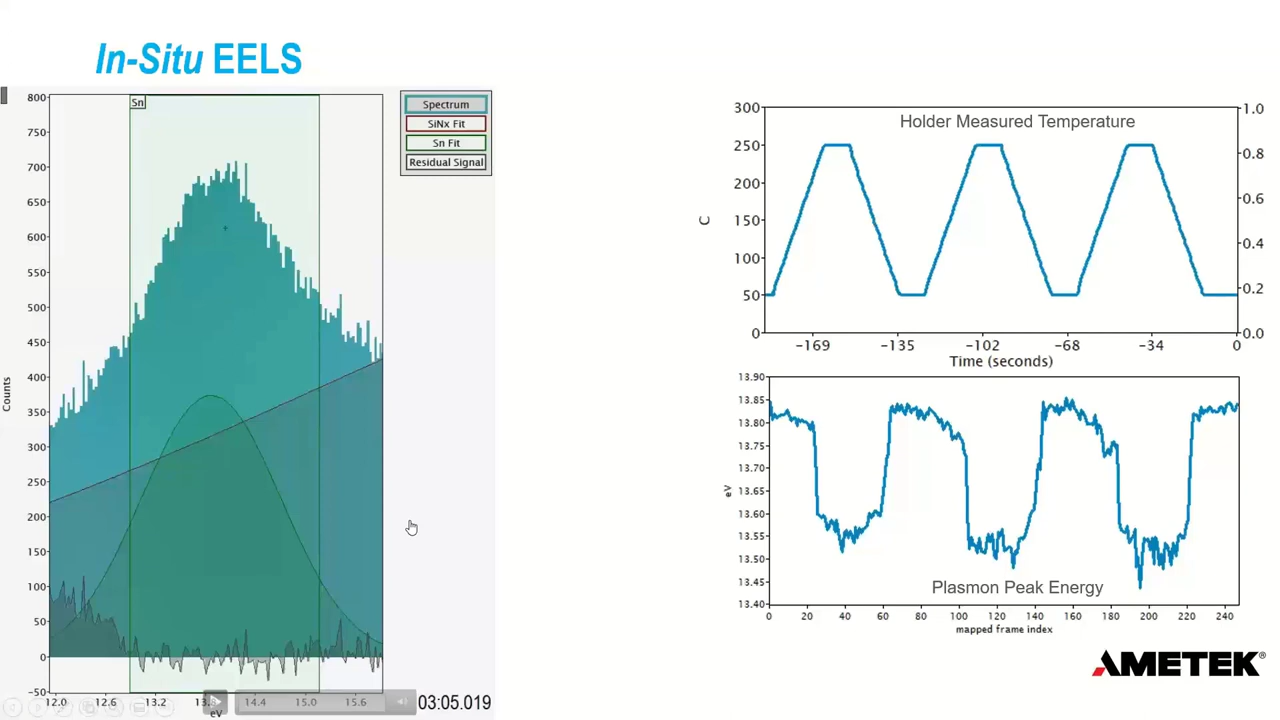 In-Situ EELS
800
750
700
650
600
550
500
450
400
350
300
250
200
150
100
50
0
-50
Counts
Sn
12.0 12.6 13.2 14.4 15.0 15.6
eV
Spectrum
SiNx Fit
Sn Fit
Residual Signal
03:05.019
Holder Measured Temperature
300
250
200
150
100
50
0
C
1.0
0.8
0.6
0.4
0.2
0.0
-169 -135 -102 -68 -34 0
Time (seconds)
13.90
13.85
13.80
13.70
13.65
13.60
13.50
13.45
13.40
eV
Plasmon Peak Energy
0 20 40 60 80 100 120 140 160 180 200 220 240
mapped frame index
AMETEK®